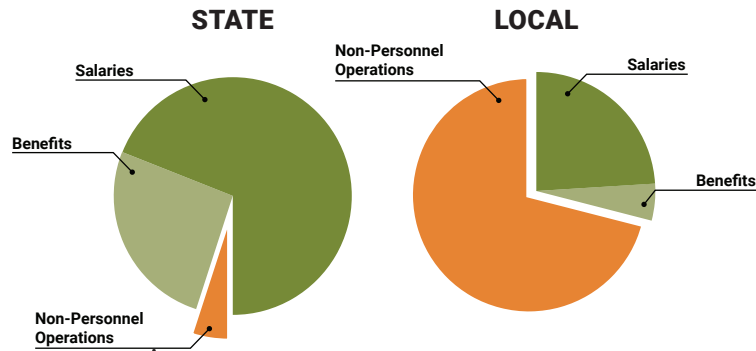 STATE
LOCAL
Salaries
Benefits
Non-Personnel
Operations
Non-Personnel
Operations
Salaries
Benefits